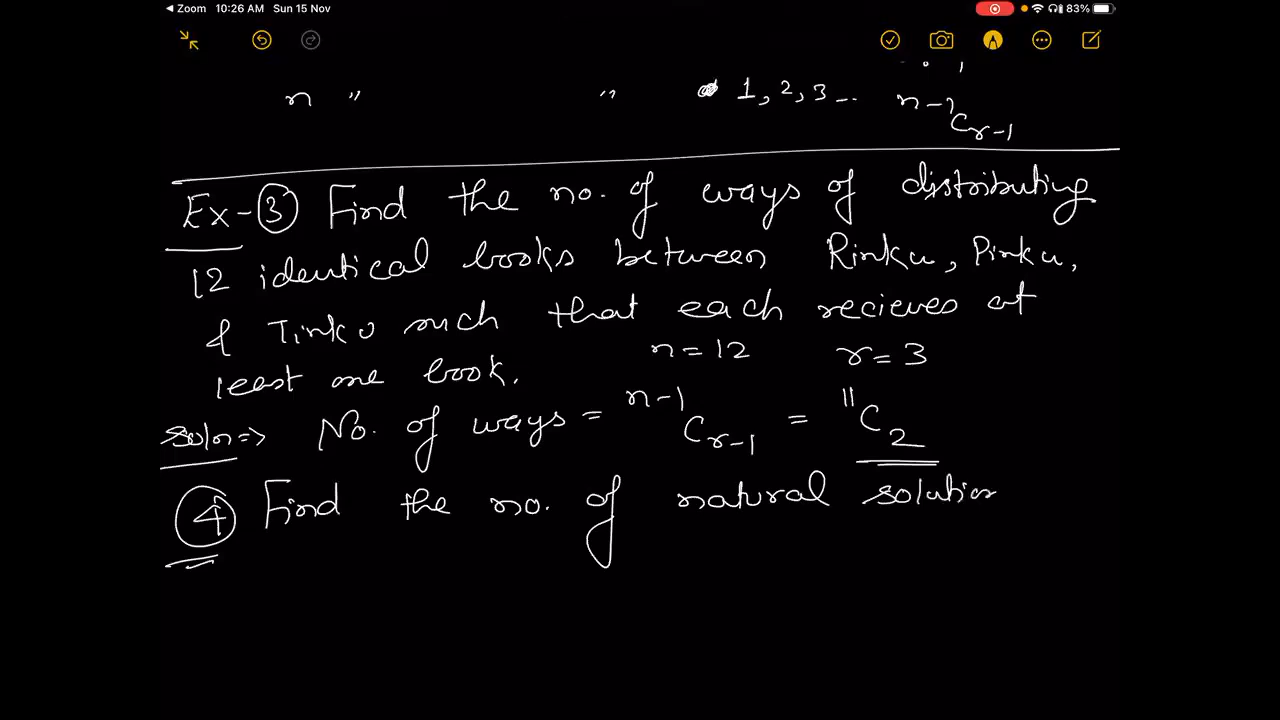 Zoom 10:26 AM Sun 15 Nov 83%
n " " 1, 2, 3 -- n-1Cr-1
Ex-③ Find the no. of ways of distributing
12 identical books between Rinku, Pinku,
& Tinku such that each recieves at
least one book. n = 12 r = 3
Soln => No. of ways = n-1Cr-1 = 11C2
④ Find the no. of natural solution